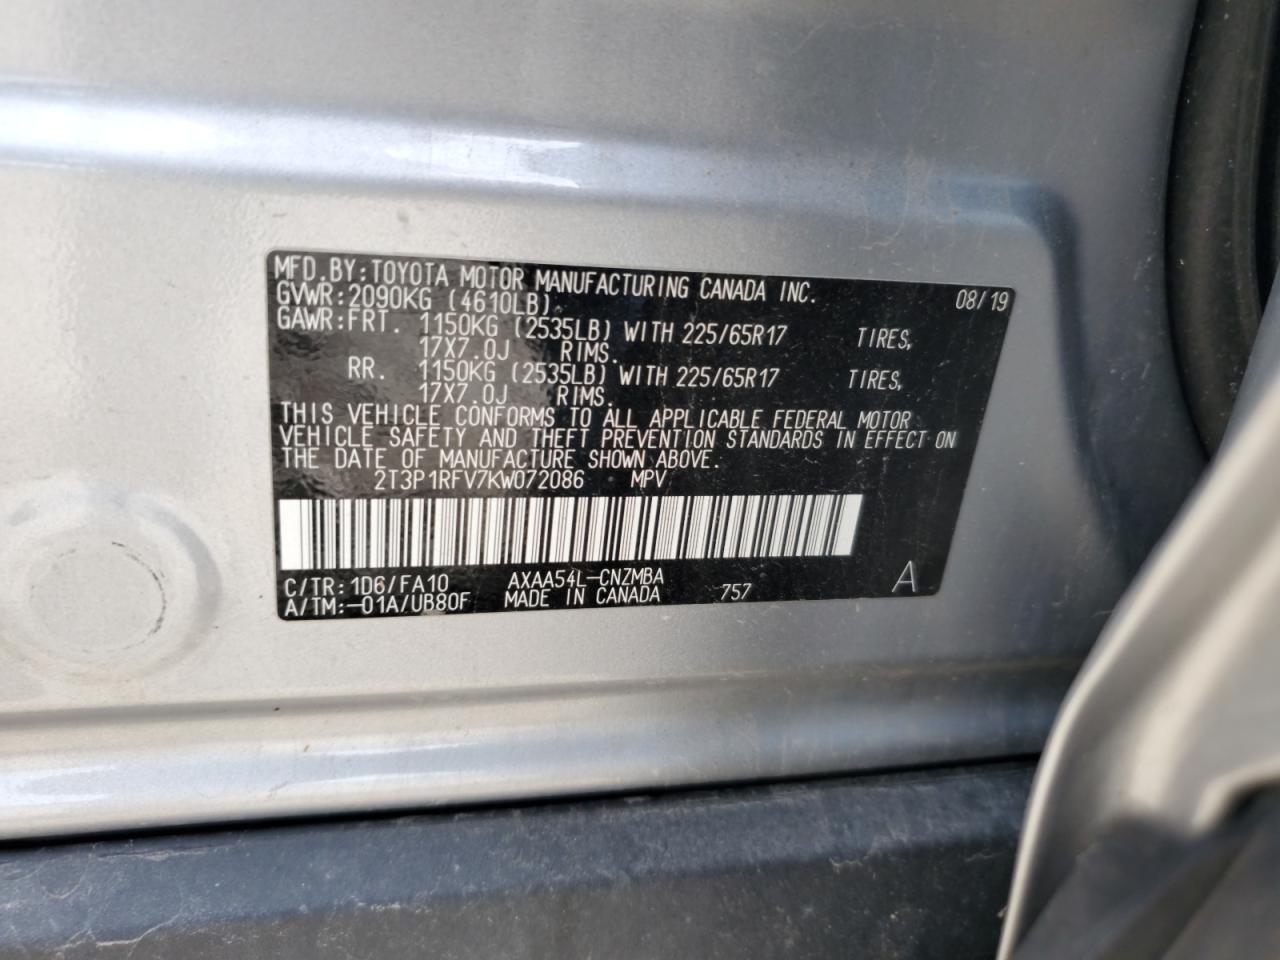 MFD.BY:TOYOTA MOTOR MANUFACTURING CANADA INC. 08/19
GVWR:2090KG (4610LB)
GAWR:FRT. 1150KG (2535LB) WITH 225/65R17 TIRES,
17X7.0J RIMS.
RR. 1150KG (2535LB) WITH 225/65R17 TIRES,
17X7.0J RIMS.
THIS VEHICLE CONFORMS TO ALL APPLICABLE FEDERAL MOTOR
VEHICLE SAFETY AND THEFT PREVENTION STANDARDS IN EFFECT ON
THE DATE OF MANUFACTURE SHOWN ABOVE.
2T3P1RFV7KW072086 MPV
C/TR:1D6/FA10 AXAA54L-CNZMBA
A/TM:-01A/UB80F MADE IN CANADA 757 A